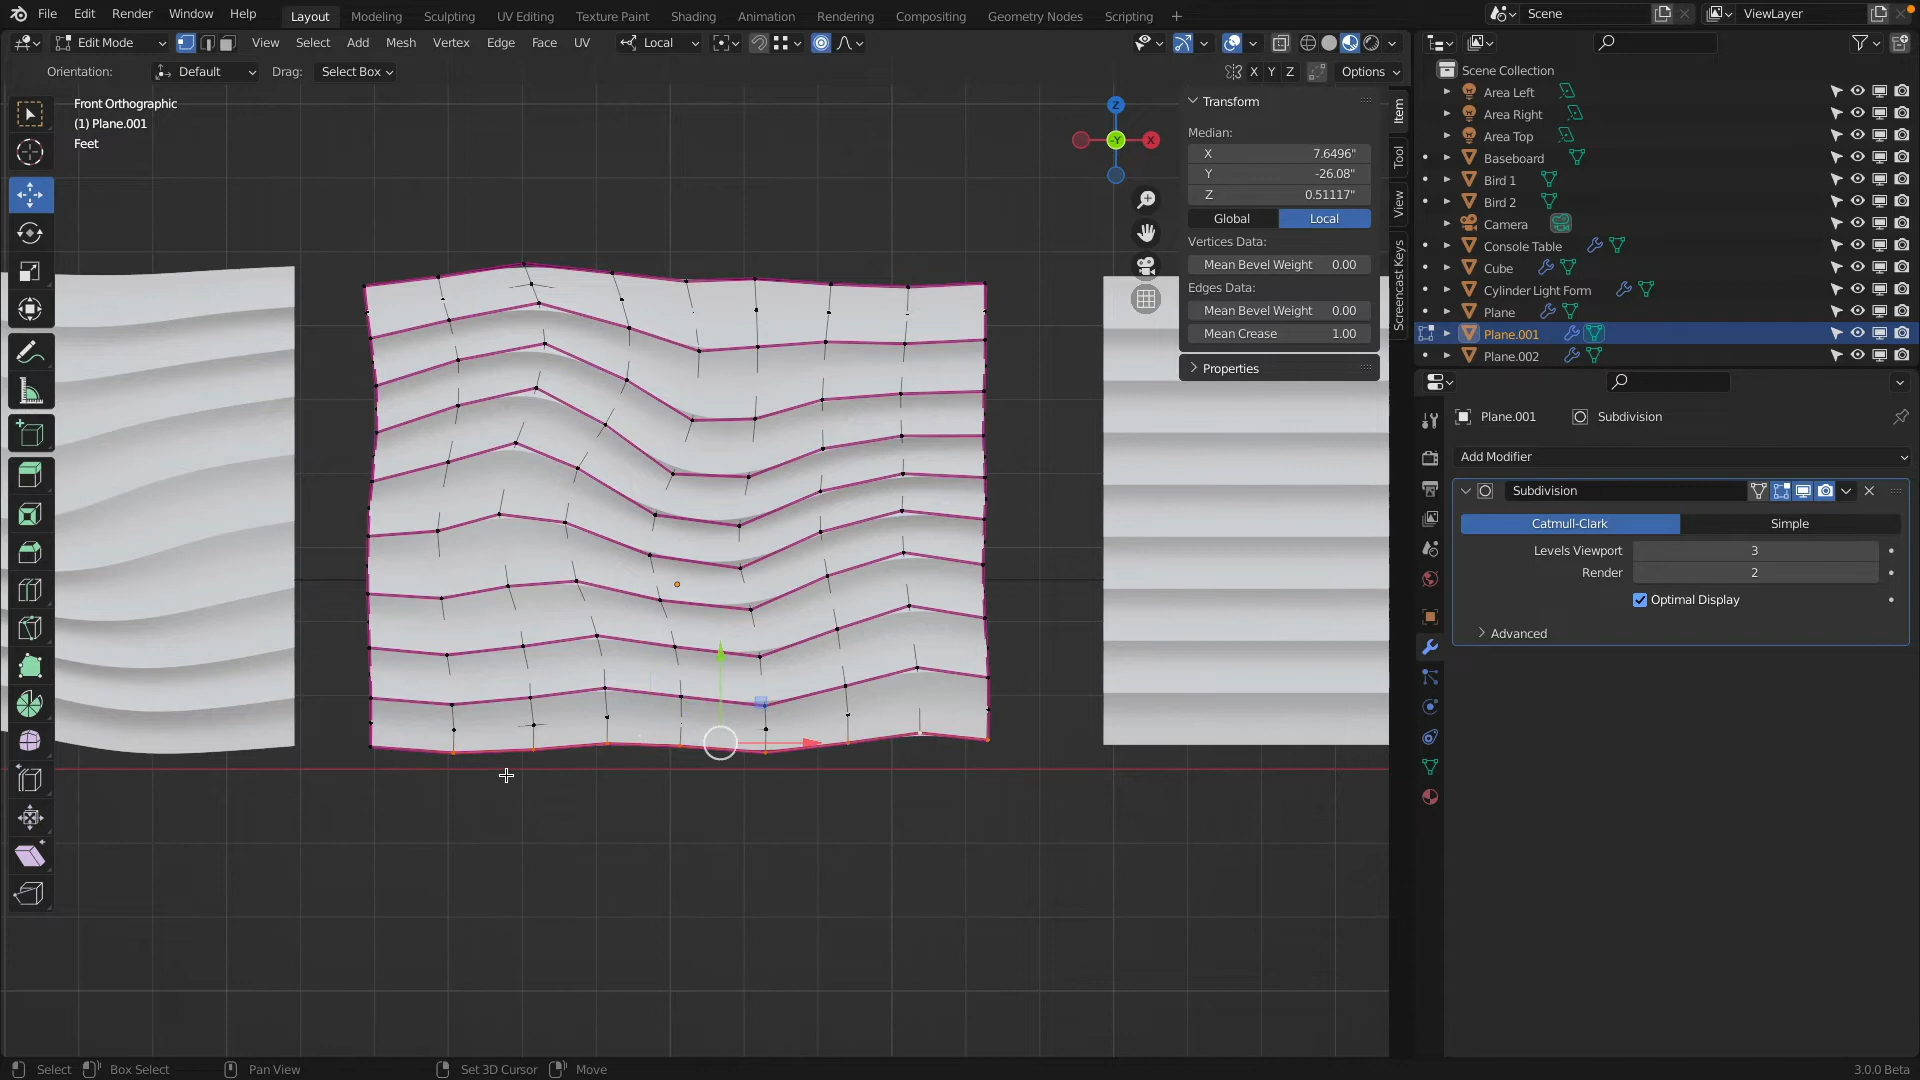 File Edit Render Window Help Layout Modeling Sculpting UV Editing Texture Paint Shading Animation Rendering Compositing Geometry Nodes Scripting + Scene ViewLayer
Edit Mode View Select Add Mesh Vertex Edge Face UV Local
Orientation: Default Drag: Select Box X Y Z Options
Front Orthographic
(1) Plane.001
Feet
Z
-Y
X
Transform
Median:
X 7.6496"
Y -26.08"
Z 0.51117"
Global Local
Vertices Data:
Mean Bevel Weight 0.00
Edges Data:
Mean Bevel Weight 0.00
Mean Crease 1.00
Properties
Item
Tool
View
Screencast Keys
Scene Collection
Area Left
Area Right
Area Top
Baseboard
Bird 1
Bird 2
Camera
Console Table
Cube
Cylinder Light Form
Plane
Plane.001
Plane.002
Plane.001 Subdivision
Add Modifier
Subdivision
Catmull-Clark Simple
Levels Viewport 3
Render 2
Optimal Display
Advanced
Select Box Select Pan View Set 3D Cursor Move 3.0.0 Beta